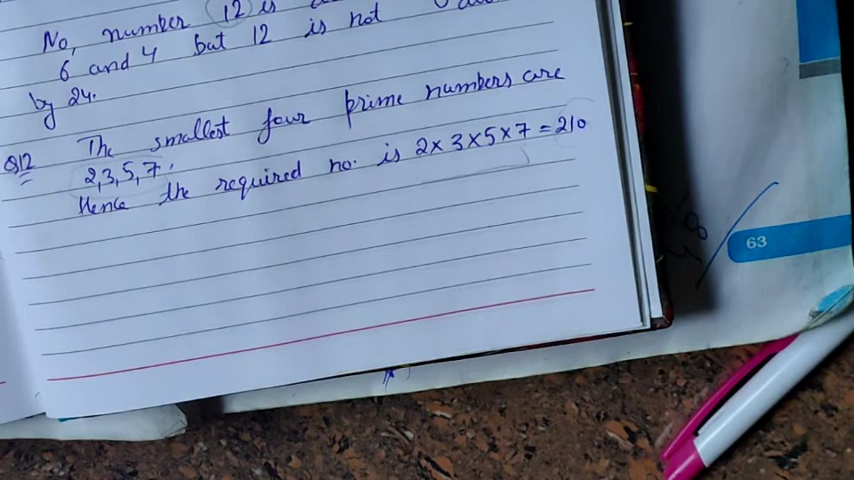 No, number 12 is
6 and 4 but 12 is not
by 24.
Q12 The smallest four prime numbers are
2,3,5,7.
Hence the required no. is 2×3×5×7=210
63